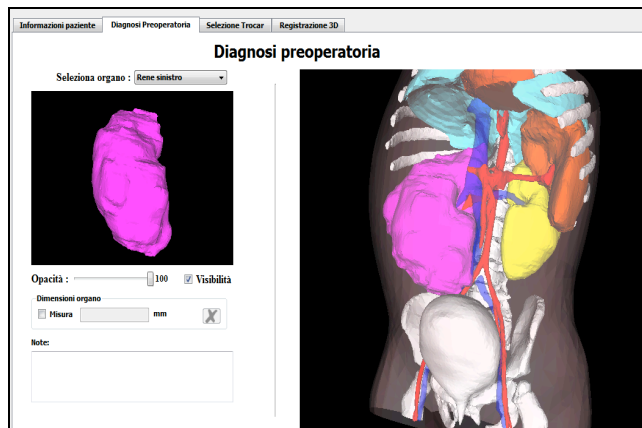 Informazioni paziente Diagnosi Preoperatoria Selezione Trocar Registrazione 3D
Diagnosi preoperatoria
Seleziona organo : Rene sinistro
Opacità : 100 Visibilità
Dimensioni organo
Misura mm X
Note: